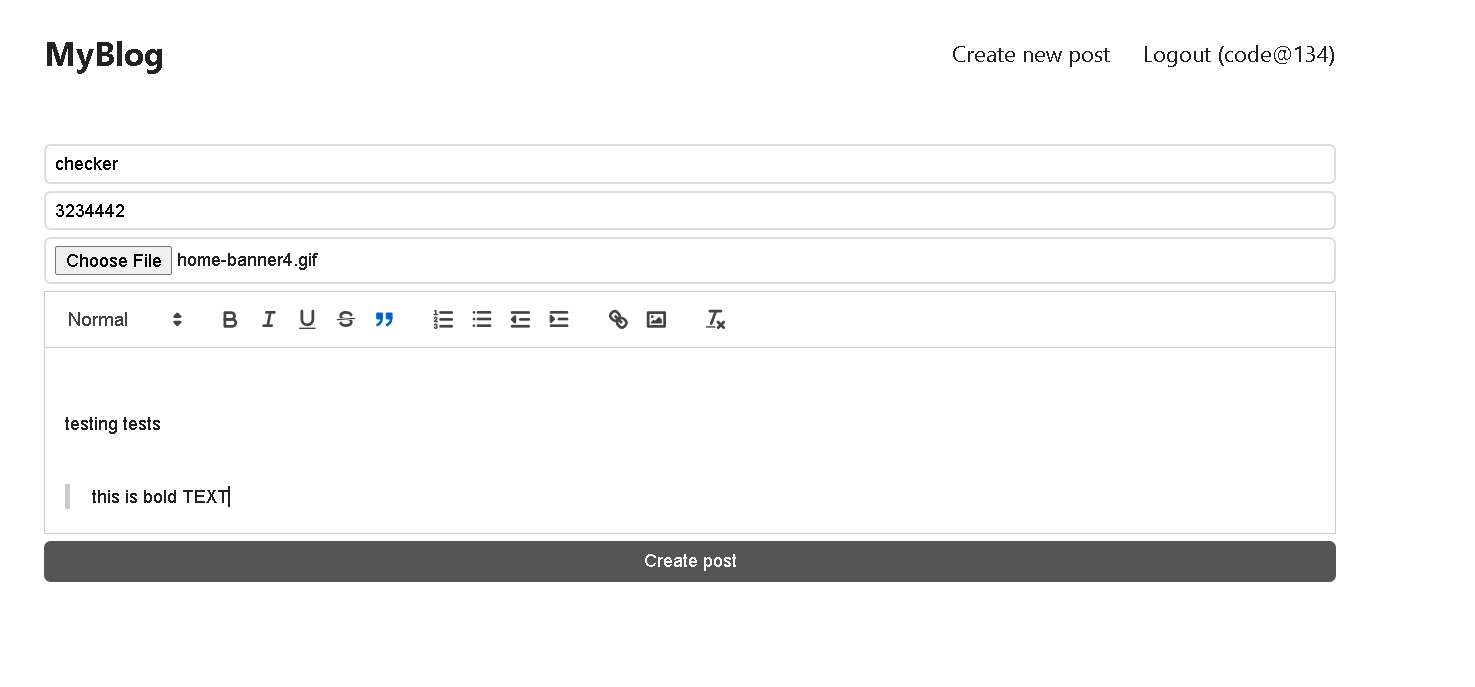 MyBlog
Create new post Logout (code@134)
checker
3234442
Choose File home-banner4.gif
Normal B I U S
testing tests
this is bold TEXT
Create post